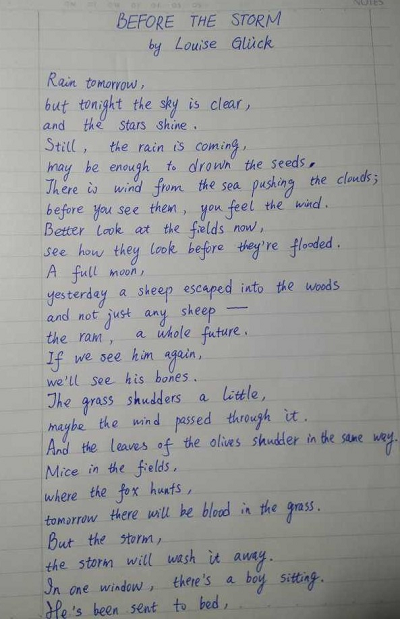 BEFORE THE STORM
by Louise Glück
Rain tomorrow,
but tonight the sky is clear,
and the stars shine.
Still, the rain is coming,
may be enough to drown the seeds.
There is wind from the sea pushing the clouds;
before you see them, you feel the wind.
Better look at the fields now,
see how they look before they're flooded.
A full moon,
yesterday a sheep escaped into the woods
and not just any sheep —
the ram, a whole future.
If we see him again,
we'll see his bones.
The grass shudders a little,
maybe the wind passed through it.
And the leaves of the olives shudder in the same way.
Mice in the fields,
where the fox hunts,
tomorrow there will be blood in the grass.
But the storm,
the storm will wash it away.
In one window, there's a boy sitting.
He's been sent to bed,